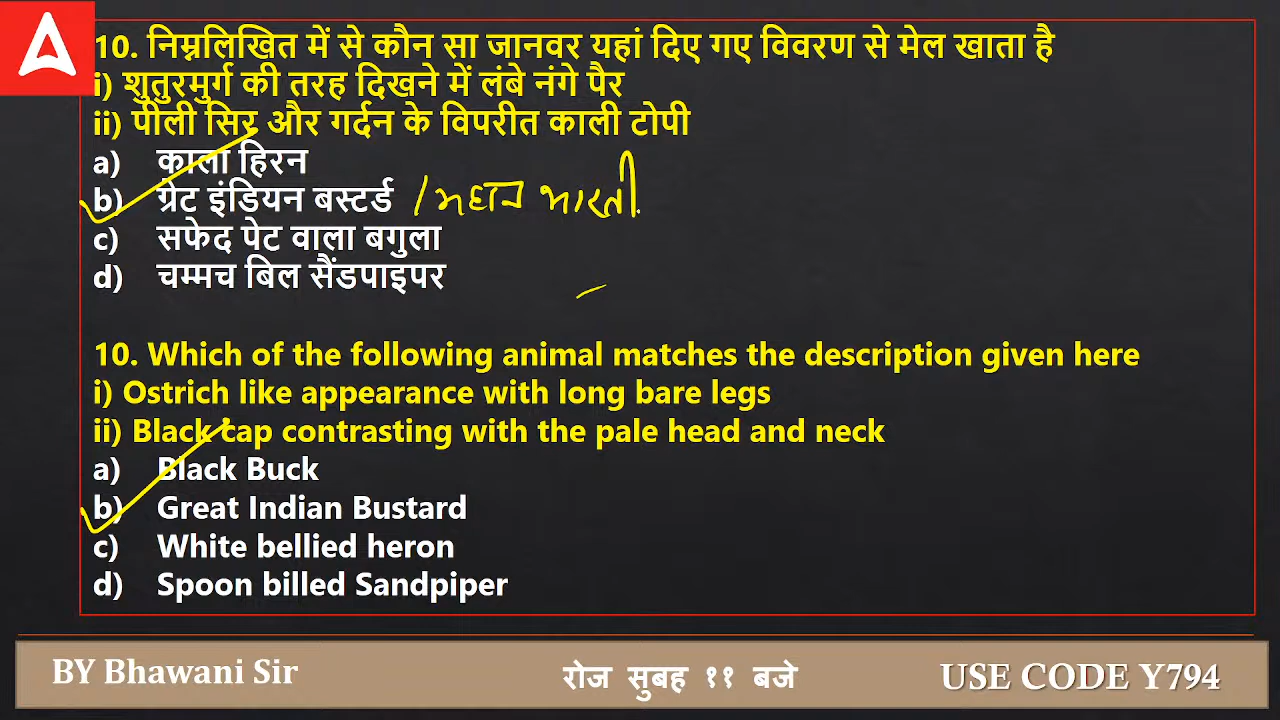 10. निम्नलिखित में से कौन सा जानवर यहां दिए गए विवरण से मेल खाता है
i) शुतुरमुर्ग की तरह दिखने में लंबे नंगे पैर
ii) पीली सिर और गर्दन के विपरीत काली टोपी
a) काला हिरन
b) ग्रेट इंडियन बस्टर्ड /
c) सफेद पेट वाला बगुला
d) चम्मच बिल सैंडपाइपर
10. Which of the following animal matches the description given here
i) Ostrich like appearance with long bare legs
ii) Black cap contrasting with the pale head and neck
a) Black Buck
b) Great Indian Bustard
c) White bellied heron
d) Spoon billed Sandpiper
BY Bhawani Sir रोज सुबह ११ बजे USE CODE Y794